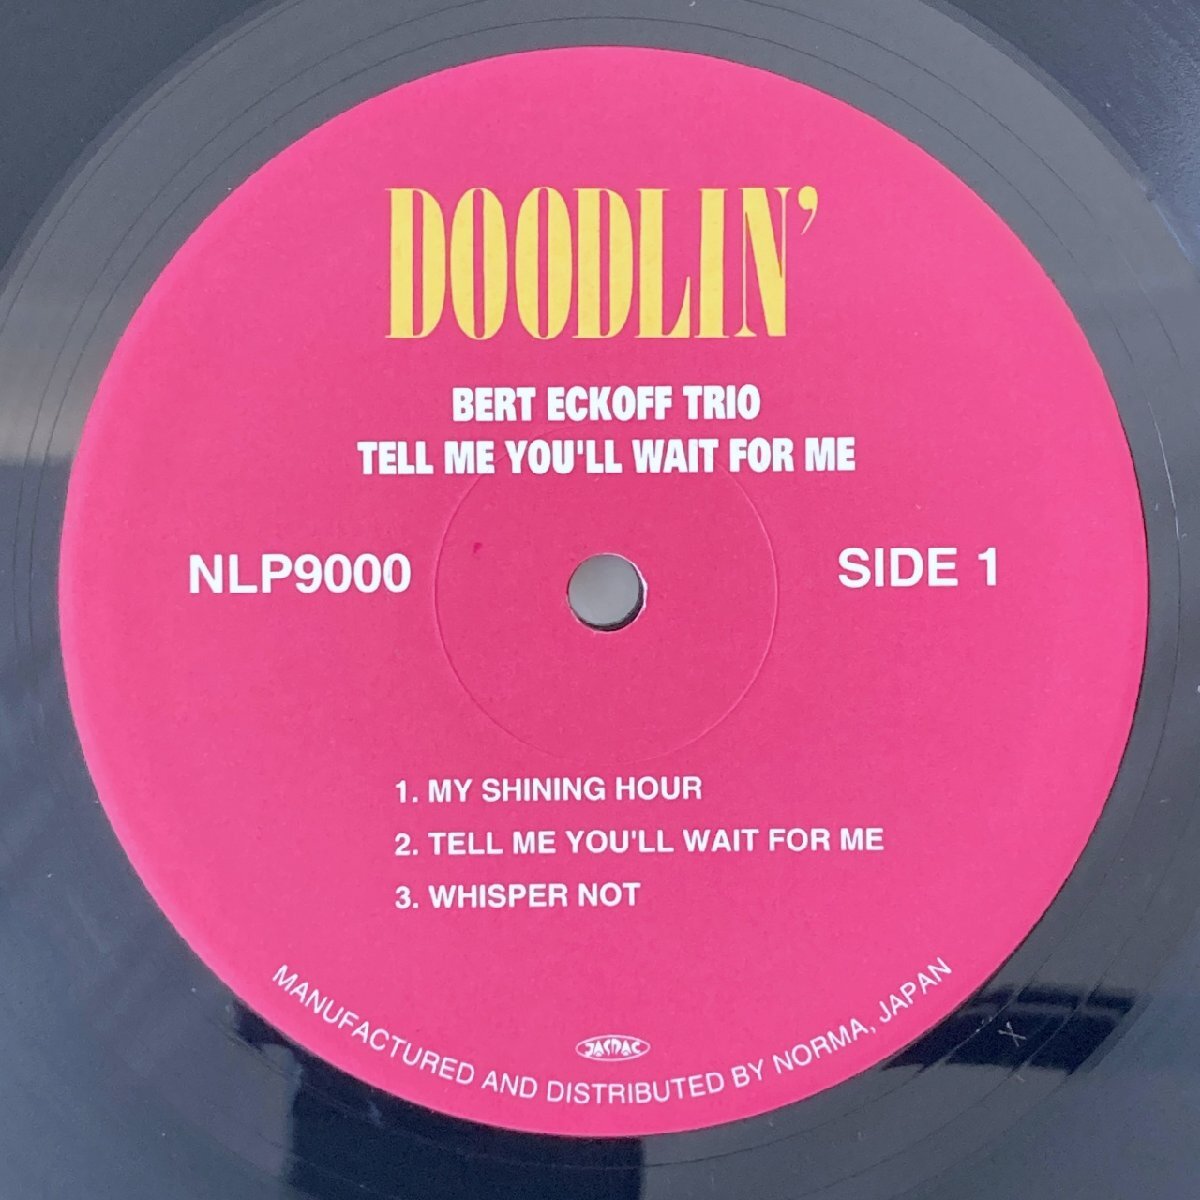 DOODLIN'
BERT ECKOFF TRIO
TELL ME YOU'LL WAIT FOR ME
NLP9000
SIDE 1
1. MY SHINING HOUR
2. TELL ME YOU'LL WAIT FOR ME
3. WHISPER NOT
JASRAC
MANUFACTURED AND DISTRIBUTED BY NORMA, JAPAN